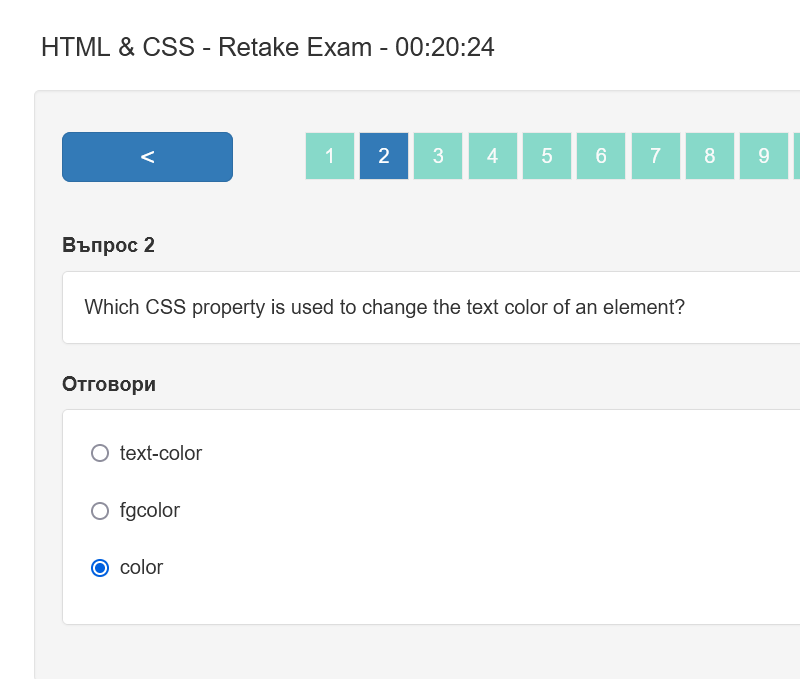 HTML & CSS - Retake Exam - 00:20:24
< 1 2 3 4 5 6 7 8 9
Въпрос 2
Which CSS property is used to change the text color of an element?
Отговори
text-color
fgcolor
color